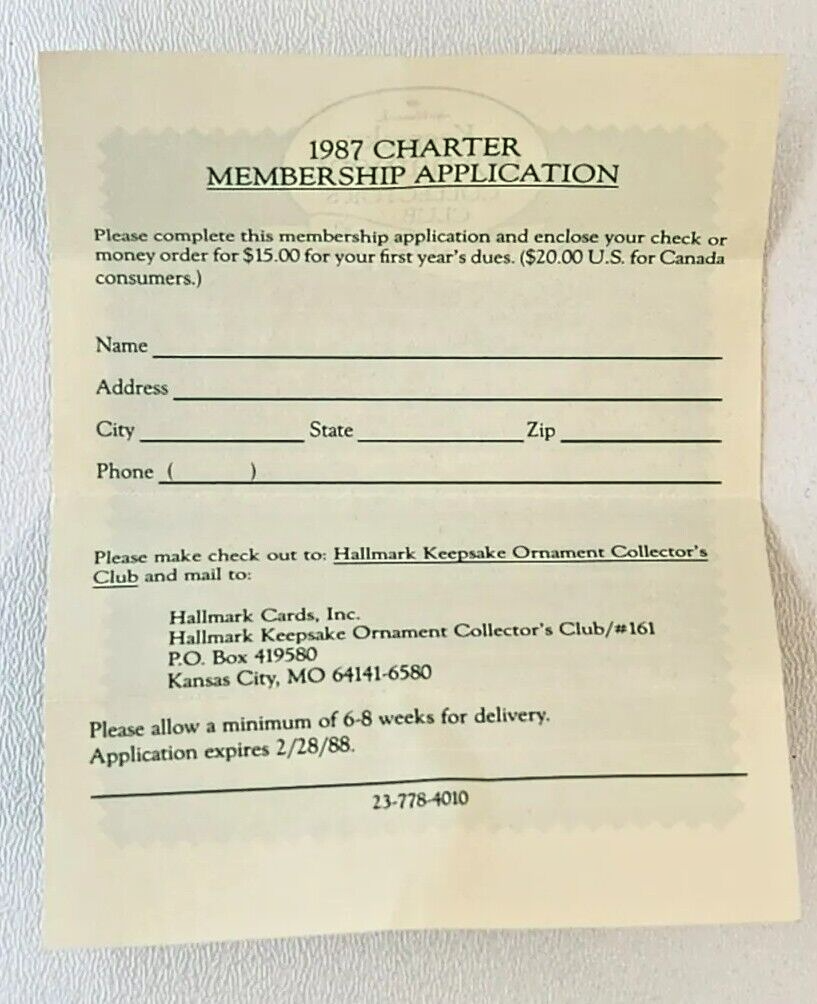 1987 CHARTER
MEMBERSHIP APPLICATION
Please complete this membership application and enclose your check or
money order for $15.00 for your first year's dues. ($20.00 U.S. for Canada
consumers.)
Name
Address
City State Zip
Phone ( )
Please make check out to: Hallmark Keepsake Ornament Collector's
Club and mail to:
Hallmark Cards, Inc.
Hallmark Keepsake Ornament Collector's Club/#161
P.O. Box 419580
Kansas City, MO 64141-6580
Please allow a minimum of 6-8 weeks for delivery.
Application expires 2/28/88.
23-778-4010